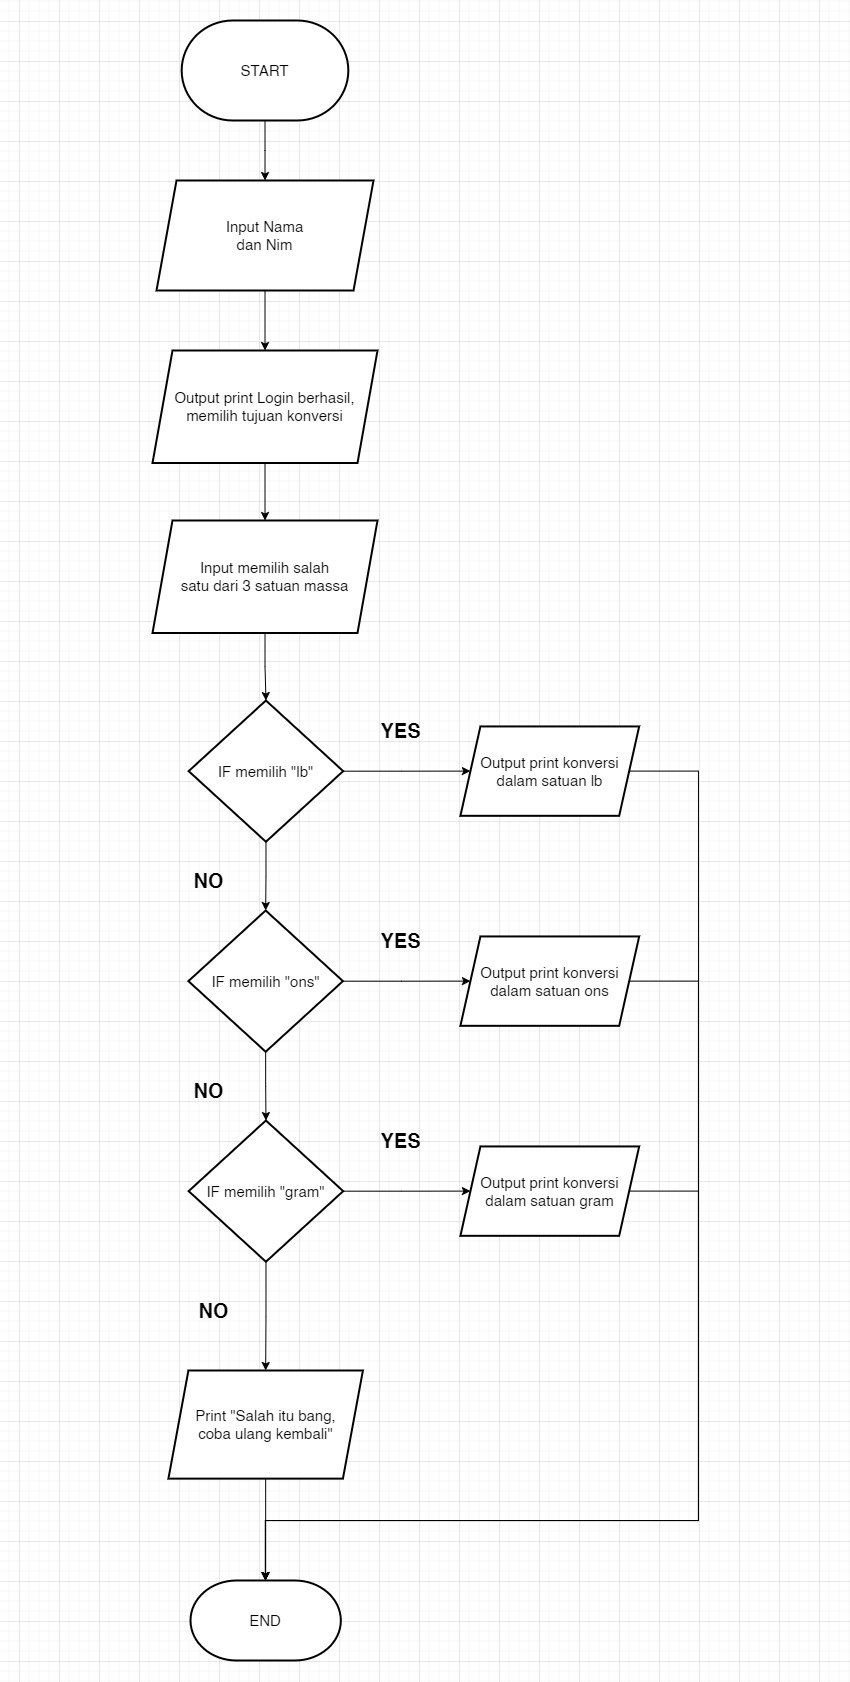 START
Input Nama
dan Nim
Output print Login berhasil,
memilih tujuan konversi
Input memilih salah
satu dari 3 satuan massa
IF memilih "lb"
YES
Output print konversi
dalam satuan lb
NO
IF memilih "ons"
YES
Output print konversi
dalam satuan ons
NO
IF memilih "gram"
YES
Output print konversi
dalam satuan gram
NO
Print "Salah itu bang,
coba ulang kembali"
END